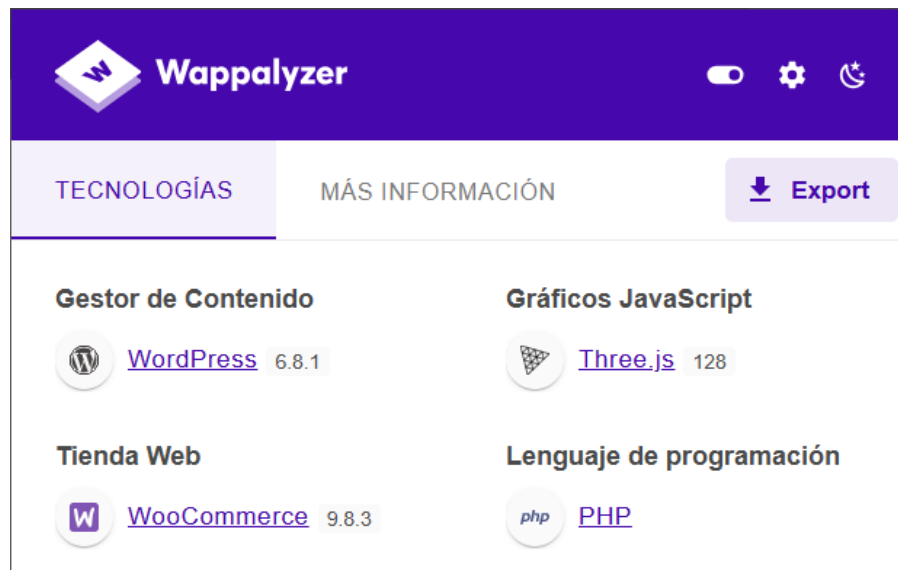 Wappalyzer
TECNOLOGÍAS
MÁS INFORMACIÓN
Export
Gestor de Contenido
WordPress 6.8.1
Tienda Web
WooCommerce 9.8.3
Gráficos JavaScript
Three.js 128
Lenguaje de programación
php PHP